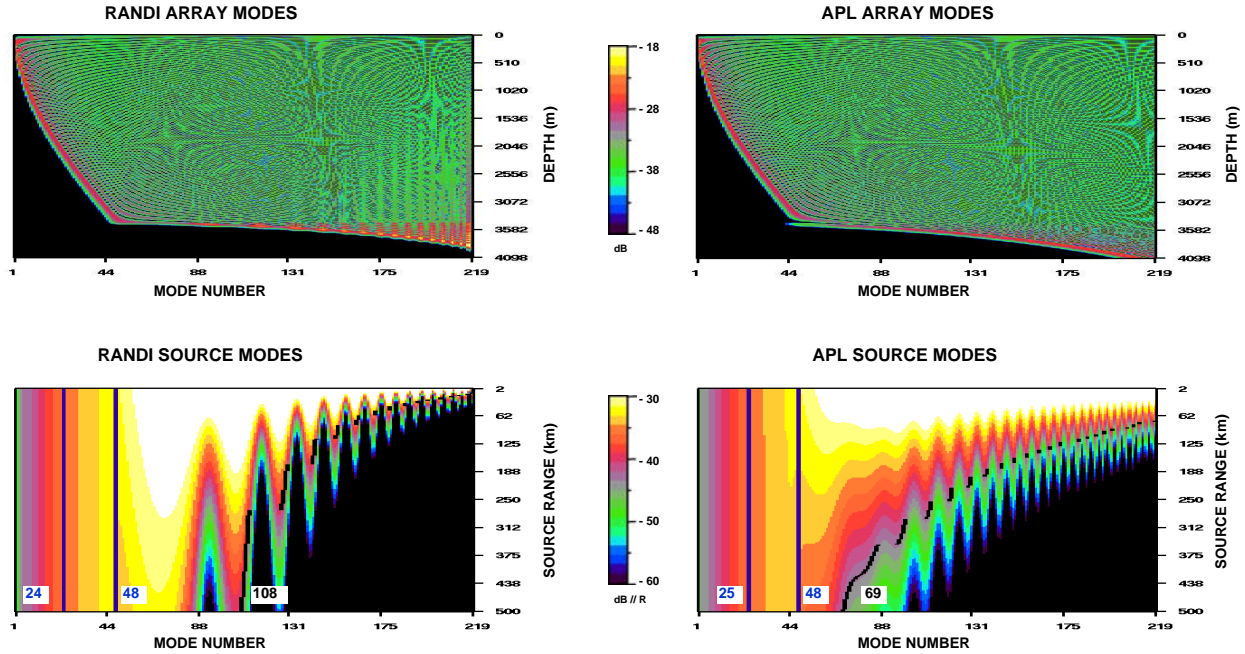 RANDI ARRAY MODES
0
510
1020
1536
2046
2556
3072
3582
4098
DEPTH (m)
1 44 88 131 175 219
MODE NUMBER
- 18
- 28
- 38
- 48
dB
APL ARRAY MODES
0
510
1020
1536
2046
2556
3072
3582
4098
DEPTH (m)
1 44 88 131 175 219
MODE NUMBER
RANDI SOURCE MODES
2
62
125
188
250
312
375
438
500
SOURCE RANGE (km)
24 48 108
1 44 88 131 175 219
MODE NUMBER
- 30
- 40
- 50
- 60
dB // R
APL SOURCE MODES
2
62
125
188
250
312
375
438
500
SOURCE RANGE (km)
25 48 69
1 44 88 131 175 219
MODE NUMBER